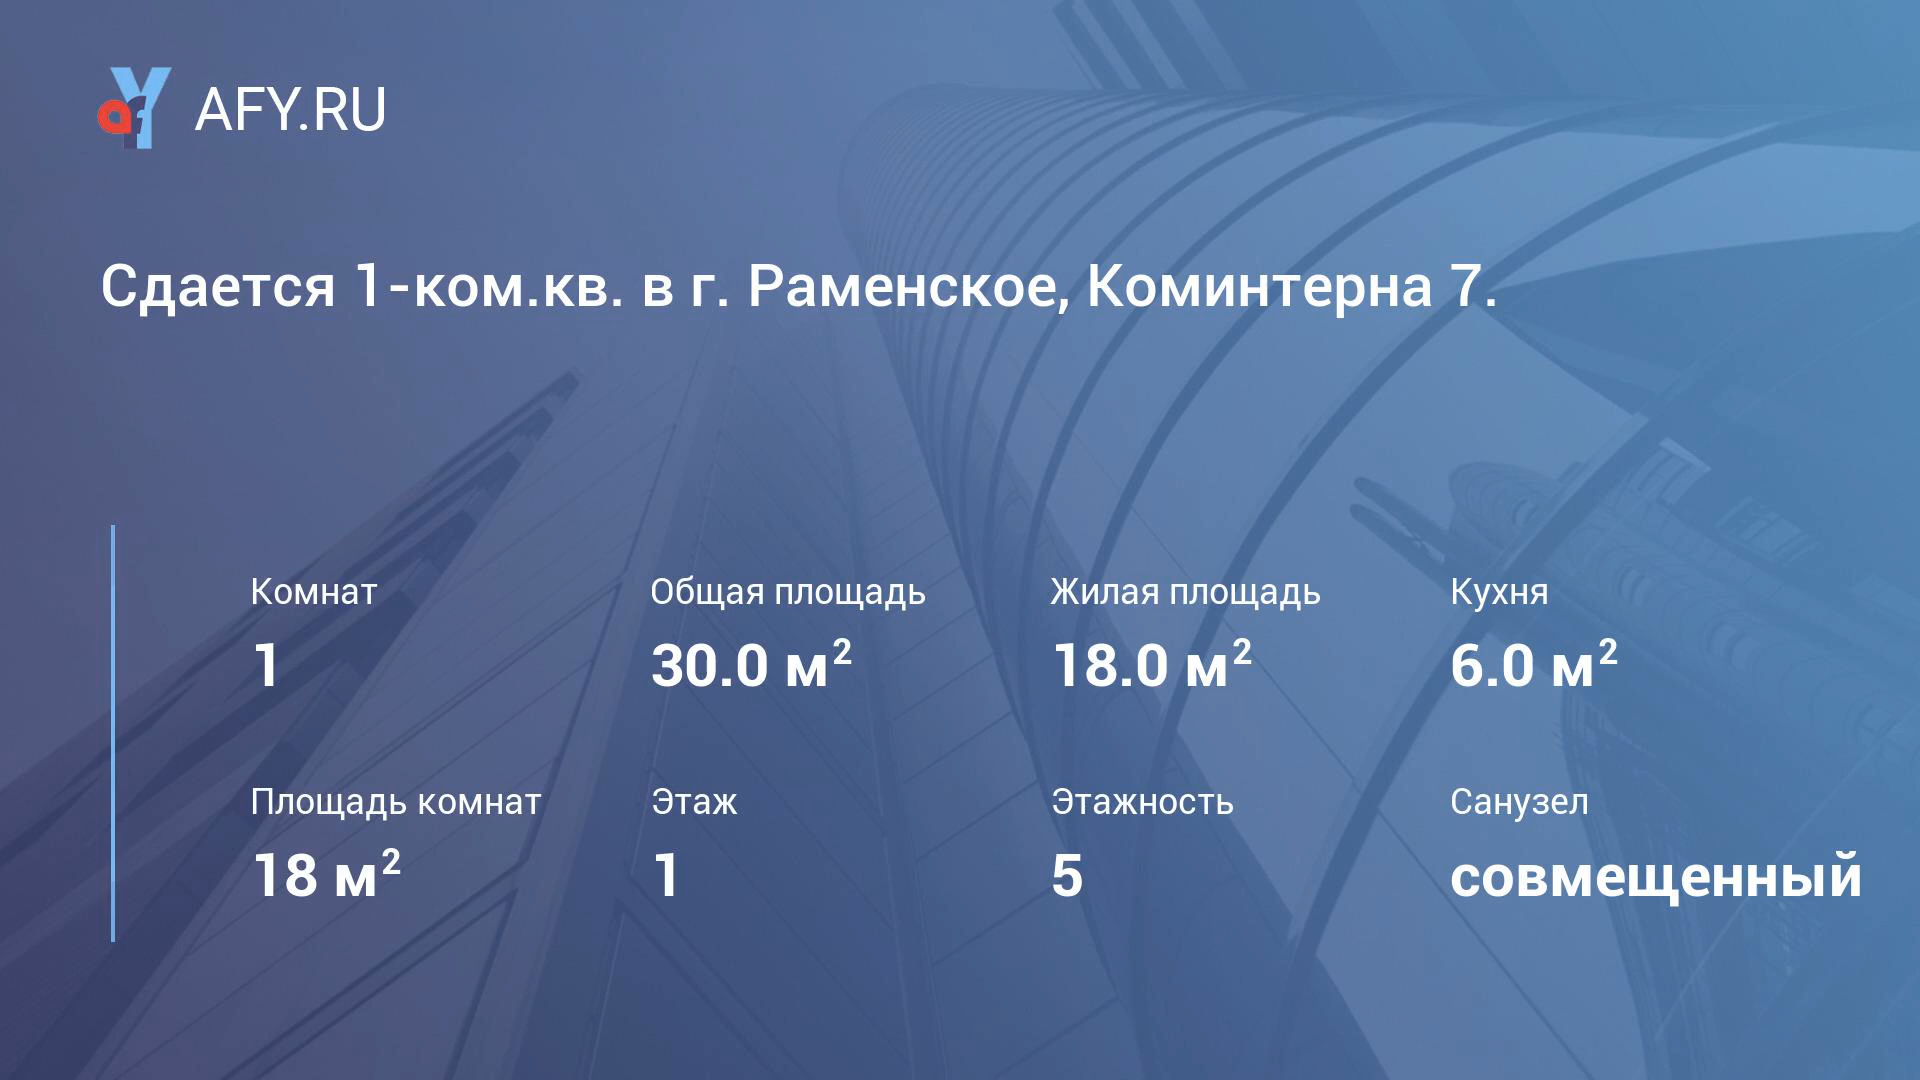 AFY.RU
Сдается 1-ком.кв. в г. Раменское, Коминтерна 7.
Комнат
1
Общая площадь
30.0 м²
Жилая площадь
18.0 м²
Кухня
6.0 м²
Площадь комнат
18 м²
Этаж
1
Этажность
5
Санузел
совмещенный